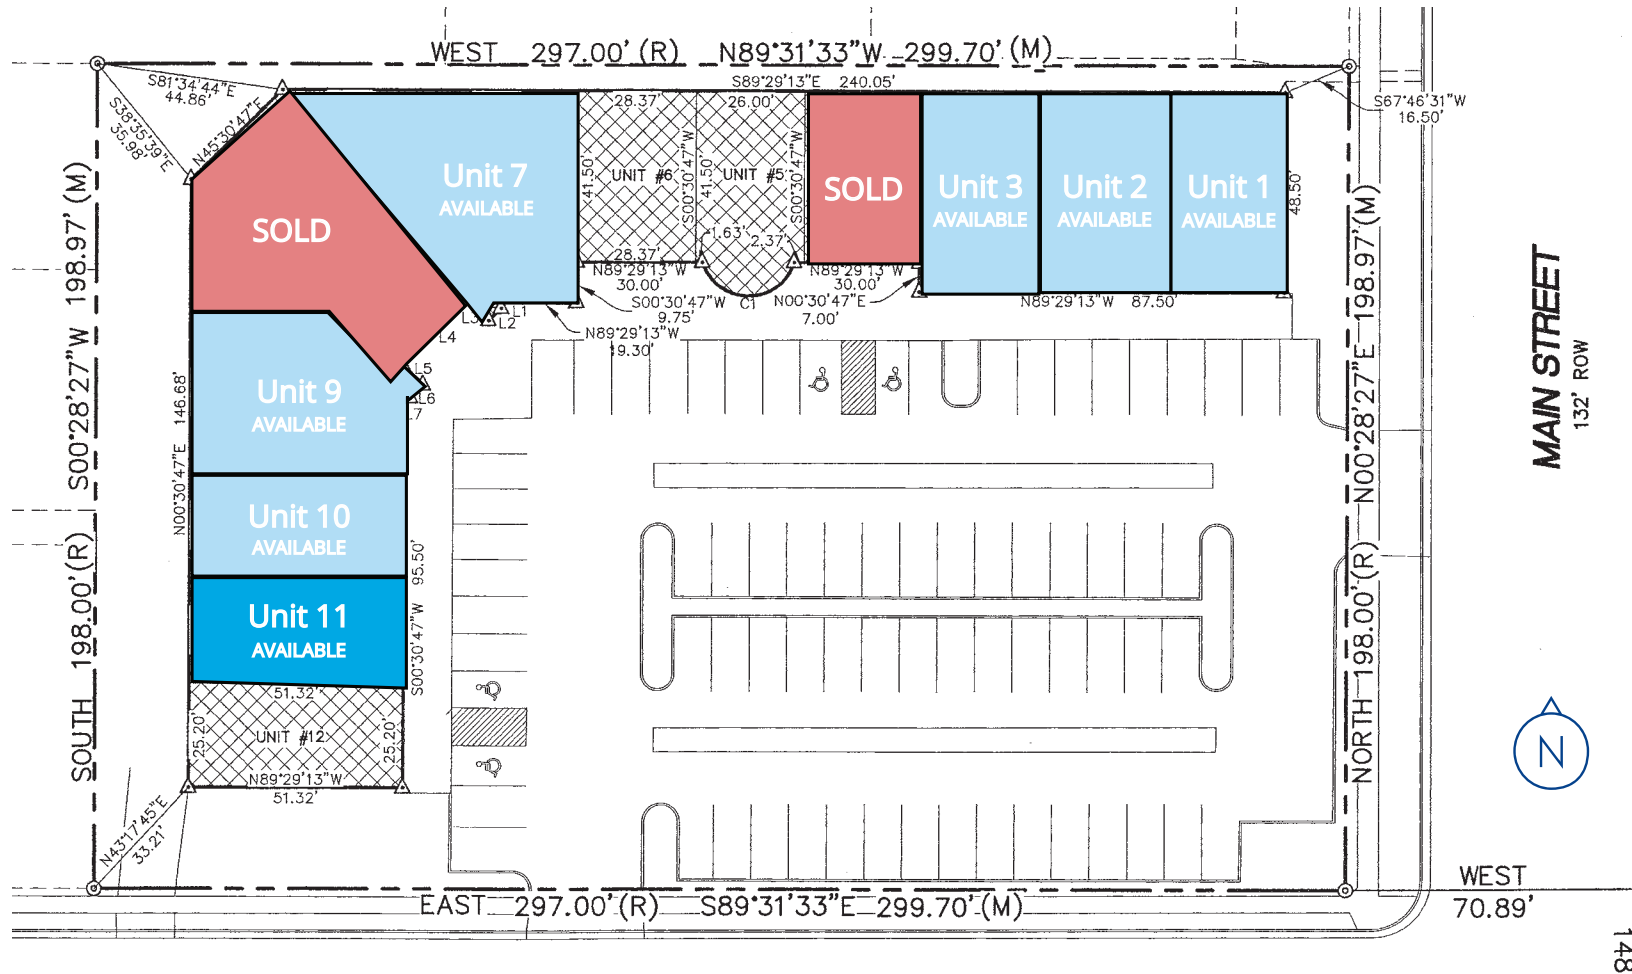 WEST 297.00' (R) N89°31'33"W 299.70' (M)
S81°34'44"E
44.86'
S89°29'13"E 240.05'
S67°46'31"W
16.50'
S38°35'39"E
35.98'
N45°30'47"E
28.37'
26.00'
Unit 7
AVAILABLE
41.50'
UNIT #6
S00°30'47"W
41.50'
UNIT #5
S00°30'47"W
SOLD
Unit 3
AVAILABLE
Unit 2
AVAILABLE
Unit 1
AVAILABLE
48.50'
SOLD
1.63'
2.37'
28.37'
N89°29'13"W
30.00'
S00°30'47"W
9.75'
C1
N89°29'13"W
30.00'
N00°30'47"E
7.00'
N89°29'13"W 87.50'
L1
L2
L3
L4
N89°29'13"W
19.30'
L5
L6
L7
SOUTH 198.00' (R) S00°28'27"W 198.97' (M)
N00°30'47"E 146.68'
Unit 9
AVAILABLE
Unit 10
AVAILABLE
Unit 11
AVAILABLE
S00°30'47"W 95.50'
51.32'
25.20'
UNIT #12
25.20'
N89°29'13"W
51.32'
N43°17'45"E
33.21'
NORTH 198.00' (R) N00°28'27"E 198.97' (M)
MAIN STREET
132' ROW
N
EAST 297.00' (R) S89°31'33"E 299.70' (M)
WEST
70.89'
148